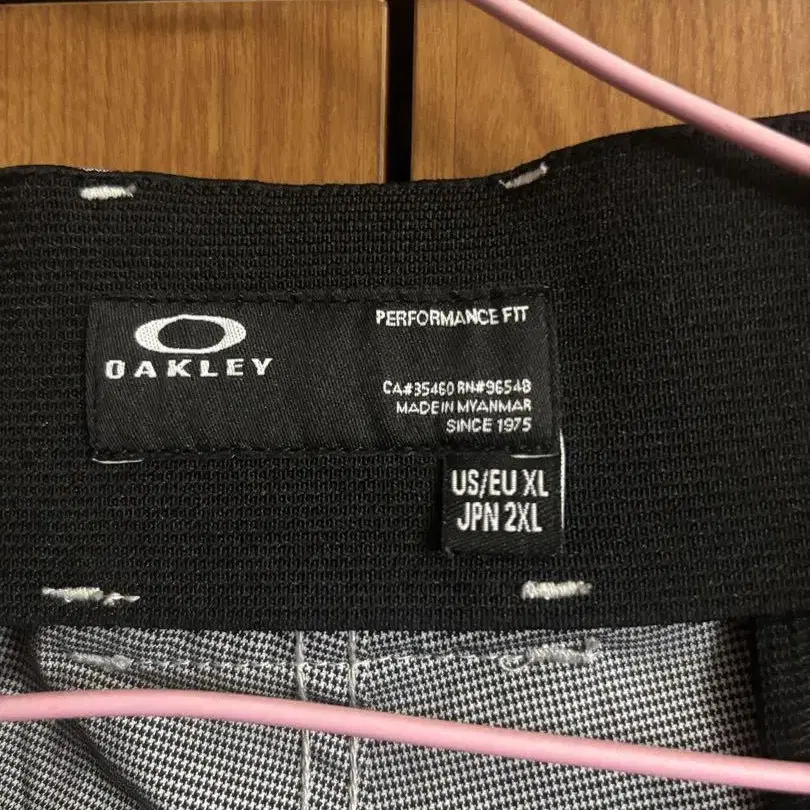 OAKLEY
PERFORMANCE FIT
CA#35460 RN#96548
MADE IN MYANMAR
SINCE 1975
US/EU XL
JPN 2XL